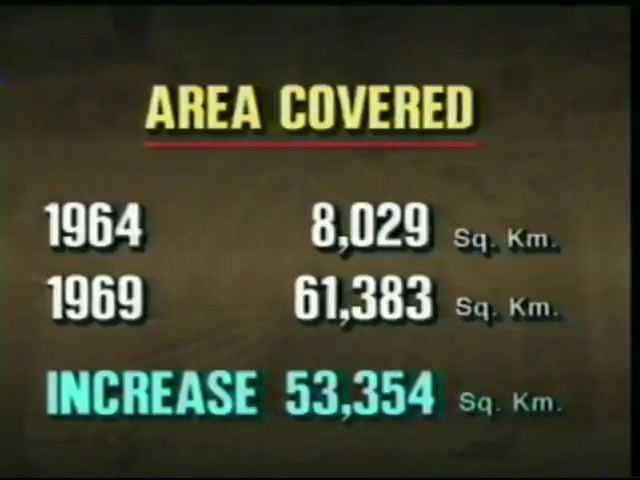 AREA COVERED
1964 8,029 Sq. Km.
1969 61,383 Sq. Km.
INCREASE 53,354 Sq. Km.